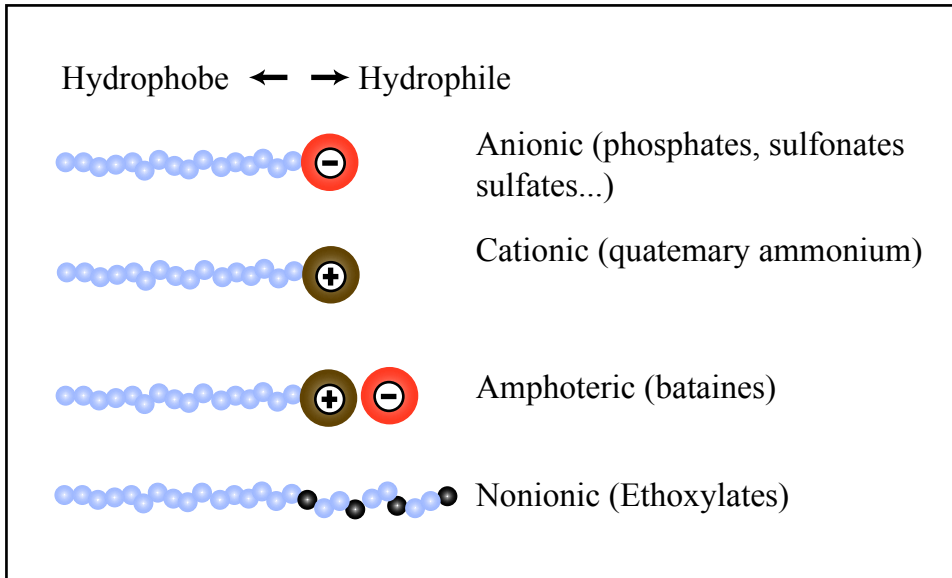 Hydrophobe ← → Hydrophile
Anionic (phosphates, sulfonates
sulfates...)
Cationic (quatemary ammonium)
Amphoteric (bataines)
Nonionic (Ethoxylates)